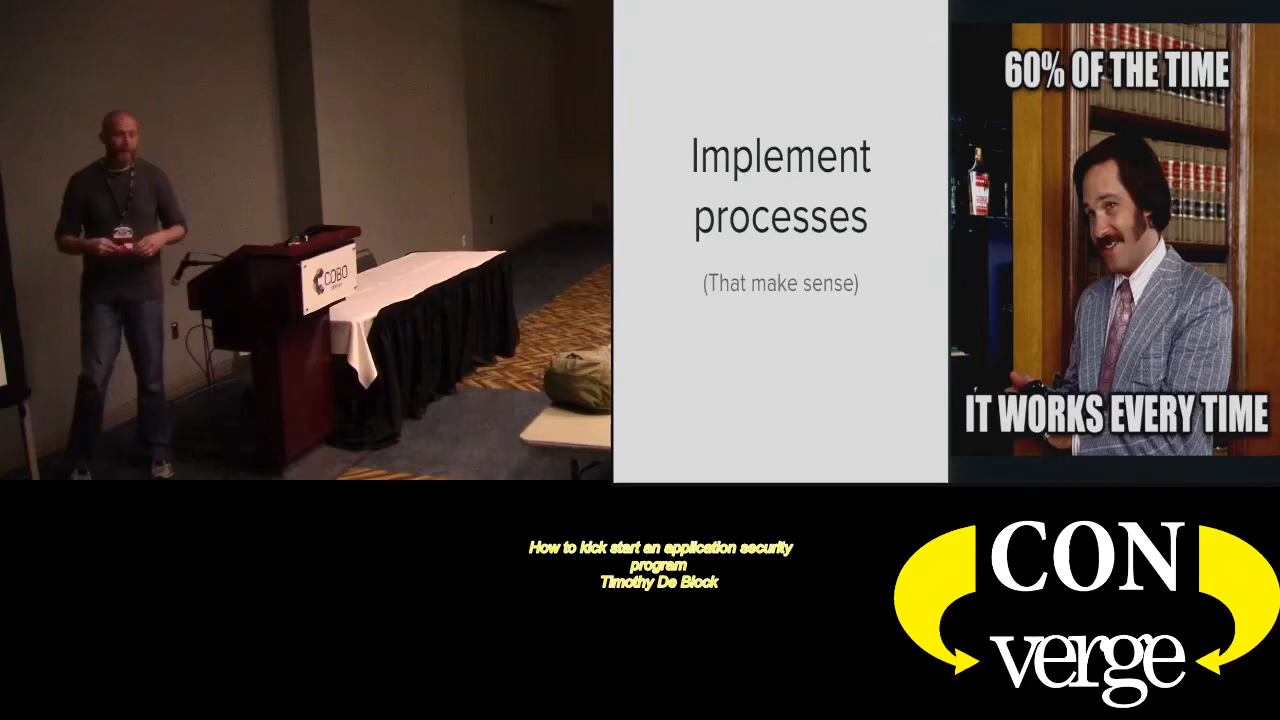 COBO
Implement
processes
(That make sense)
60% OF THE TIME
IT WORKS EVERY TIME
How to kick start an application security
program
Timothy De Block
CON
verge